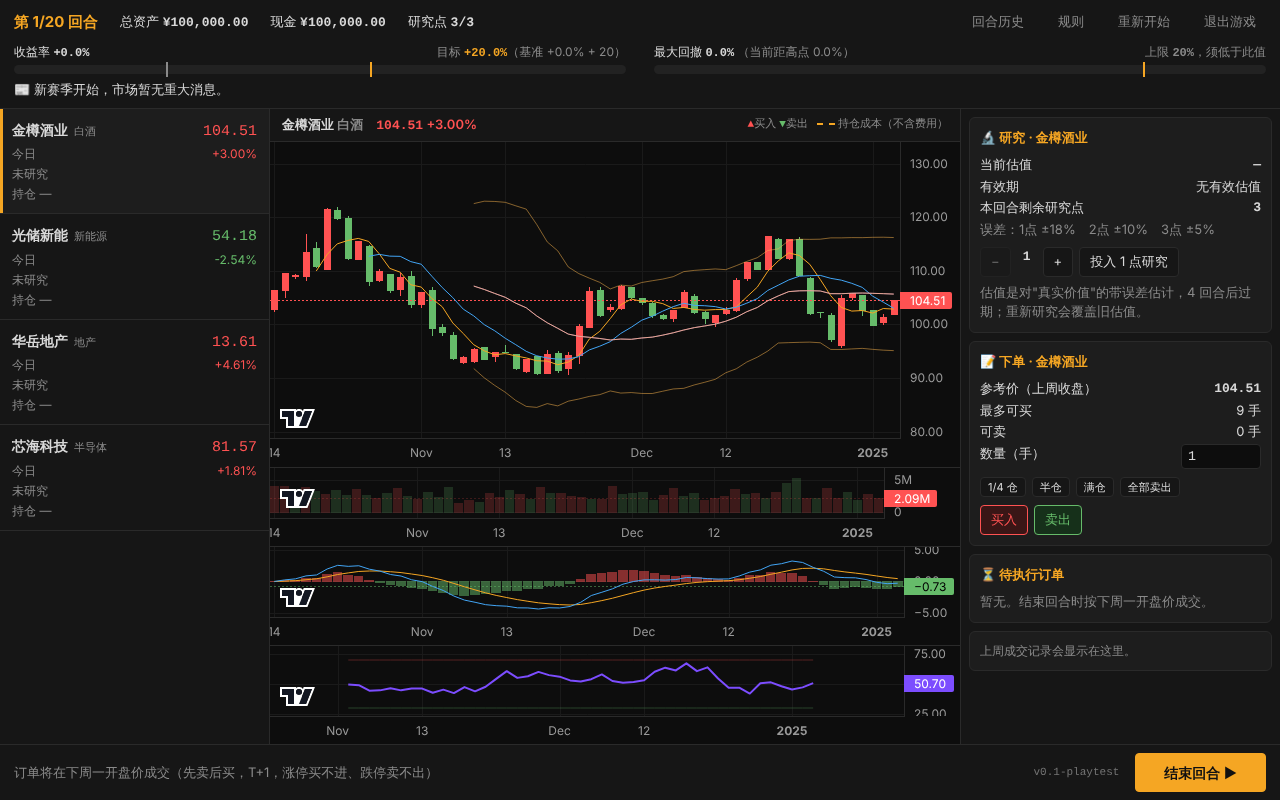 第 1/20 回合 总资产 ¥100,000.00 现金 ¥100,000.00 研究点 3/3 回合历史 规则 重新开始 退出游戏
收益率 +0.0% 目标 +20.0%（基准 +0.0% + 20） 最大回撤 0.0% （当前距高点 0.0%） 上限 20%，须低于此值
📰 新赛季开始，市场暂无重大消息。
金樽酒业 白酒 104.51
今日 +3.00%
未研究
持仓 —
光储新能 新能源 54.18
今日 -2.54%
未研究
持仓 —
华岳地产 地产 13.61
今日 +4.61%
未研究
持仓 —
芯海科技 半导体 81.57
今日 +1.81%
未研究
持仓 —
金樽酒业 白酒 104.51 +3.00% ▲买入 ▼卖出 持仓成本（不含费用）
130.00
120.00
110.00
104.51
100.00
90.00
80.00
14 Nov 13 Dec 12 2025
5M
2.09M
0
Nov 13 Dec 12 2025
5.00
−0.73
−5.00
14 Nov 13 Dec 12 2025
75.00
50.70
25.00
Nov 13 Dec 12 2025
🔬 研究 · 金樽酒业
当前估值 —
有效期 无有效估值
本回合剩余研究点 3
误差：1点 ±18% 2点 ±10% 3点 ±5%
− 1 + 投入 1 点研究
估值是对"真实价值"的带误差估计，4 回合后过
期；重新研究会覆盖旧估值。
📝 下单 · 金樽酒业
参考价（上周收盘） 104.51
最多可买 9 手
可卖 0 手
数量（手） 1
1/4 仓 半仓 满仓 全部卖出
买入 卖出
⏳ 待执行订单
暂无。结束回合时按下周一开盘价成交。
上周成交记录会显示在这里。
订单将在下周一开盘价成交（先卖后买，T+1，涨停买不进、跌停卖不出） v0.1-playtest 结束回合 ▶